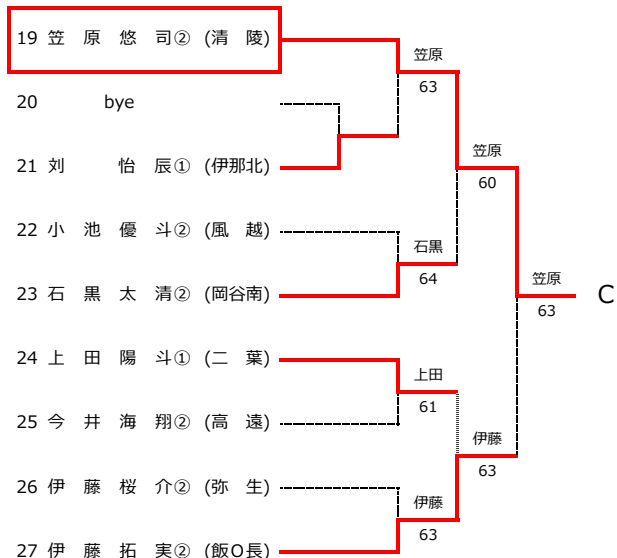 19 笠 原 悠 司② (清 陵)
笠原
63
20 bye
笠原
60
21 刘 怡 辰① (伊那北)
22 小 池 優 斗② (風 越)
石黒
64
23 石 黒 太 清② (岡谷南)
笠原
63
C
24 上 田 陽 斗① (二 葉)
上田
61
25 今 井 海 翔② (高 遠)
伊藤
63
26 伊 藤 桜 介② (弥 生)
伊藤
63
27 伊 藤 拓 実② (飯O長)